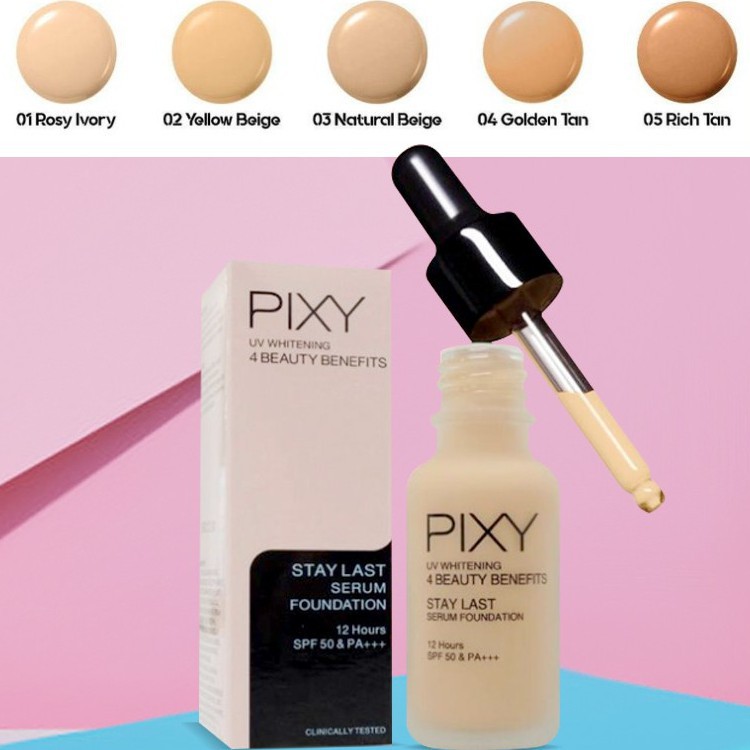 01 Rosy Ivory
02 Yellow Beige
03 Natural Beige
04 Golden Tan
05 Rich Tan
PIXY
UV WHITENING
4 BEAUTY BENEFITS
STAY LAST
SERUM
FOUNDATION
12 Hours
SPF 50 & PA+++
CLINICALLY TESTED
PIXY
UV WHITENING
4 BEAUTY BENEFITS
STAY LAST
SERUM FOUNDATION
12 Hours
SPF 50 & PA+++